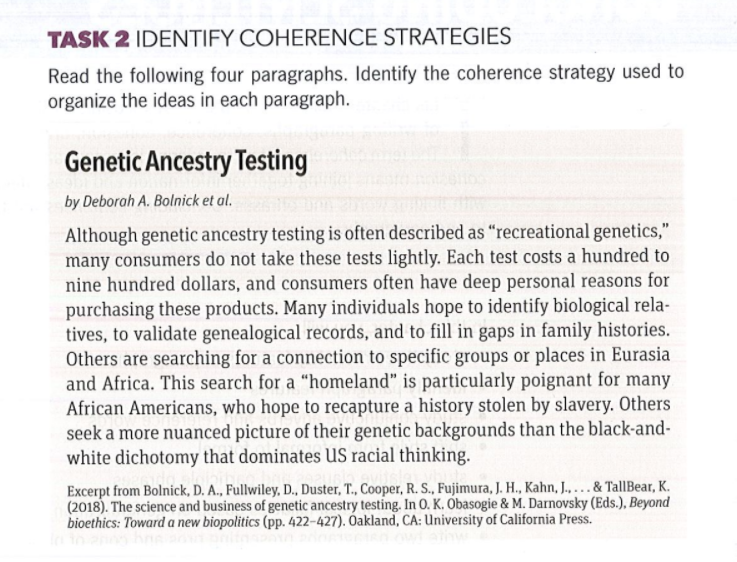 TASK 2 IDENTIFY COHERENCE STRATEGIES
Read the following four paragraphs. Identify the coherence strategy used to
organize the ideas in each paragraph.
Genetic Ancestry Testing
by Deborah A. Bolnick et al.
Although genetic ancestry testing is often described as “recreational genetics,”
many consumers do not take these tests lightly. Each test costs a hundred to
nine hundred dollars, and consumers often have deep personal reasons for
purchasing these products. Many individuals hope to identify biological rela-
tives, to validate genealogical records, and to fill in gaps in family histories.
Others are searching for a connection to specific groups or places in Eurasia
and Africa. This search for a “homeland” is particularly poignant for many
African Americans, who hope to recapture a history stolen by slavery. Others
seek a more nuanced picture of their genetic backgrounds than the black-and-
white dichotomy that dominates US racial thinking.
Excerpt from Bolnick, D. A., Fullwiley, D., Duster, T., Cooper, R. S., Fujimura, J. H., Kahn, J., . . . & TallBear, K.
(2018). The science and business of genetic ancestry testing. In O. K. Obasogie & M. Darnovsky (Eds.), Beyond
bioethics: Toward a new biopolitics (pp. 422–427). Oakland, CA: University of California Press.